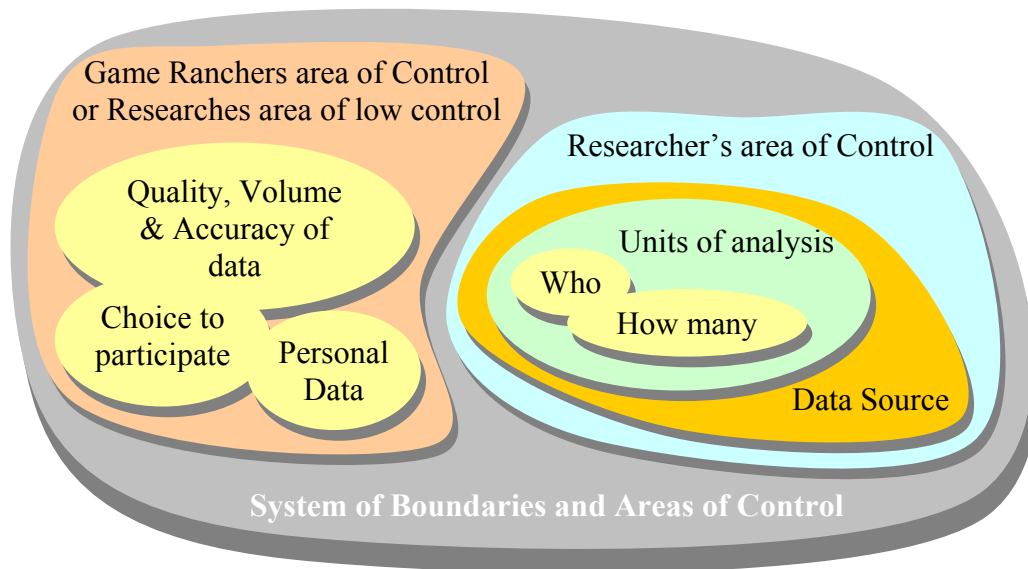 Game Ranchers area of Control
or Researches area of low control
Quality, Volume
& Accuracy of
data
Choice to
participate
Personal
Data
Researcher’s area of Control
Units of analysis
Who
How many
Data Source
System of Boundaries and Areas of Control